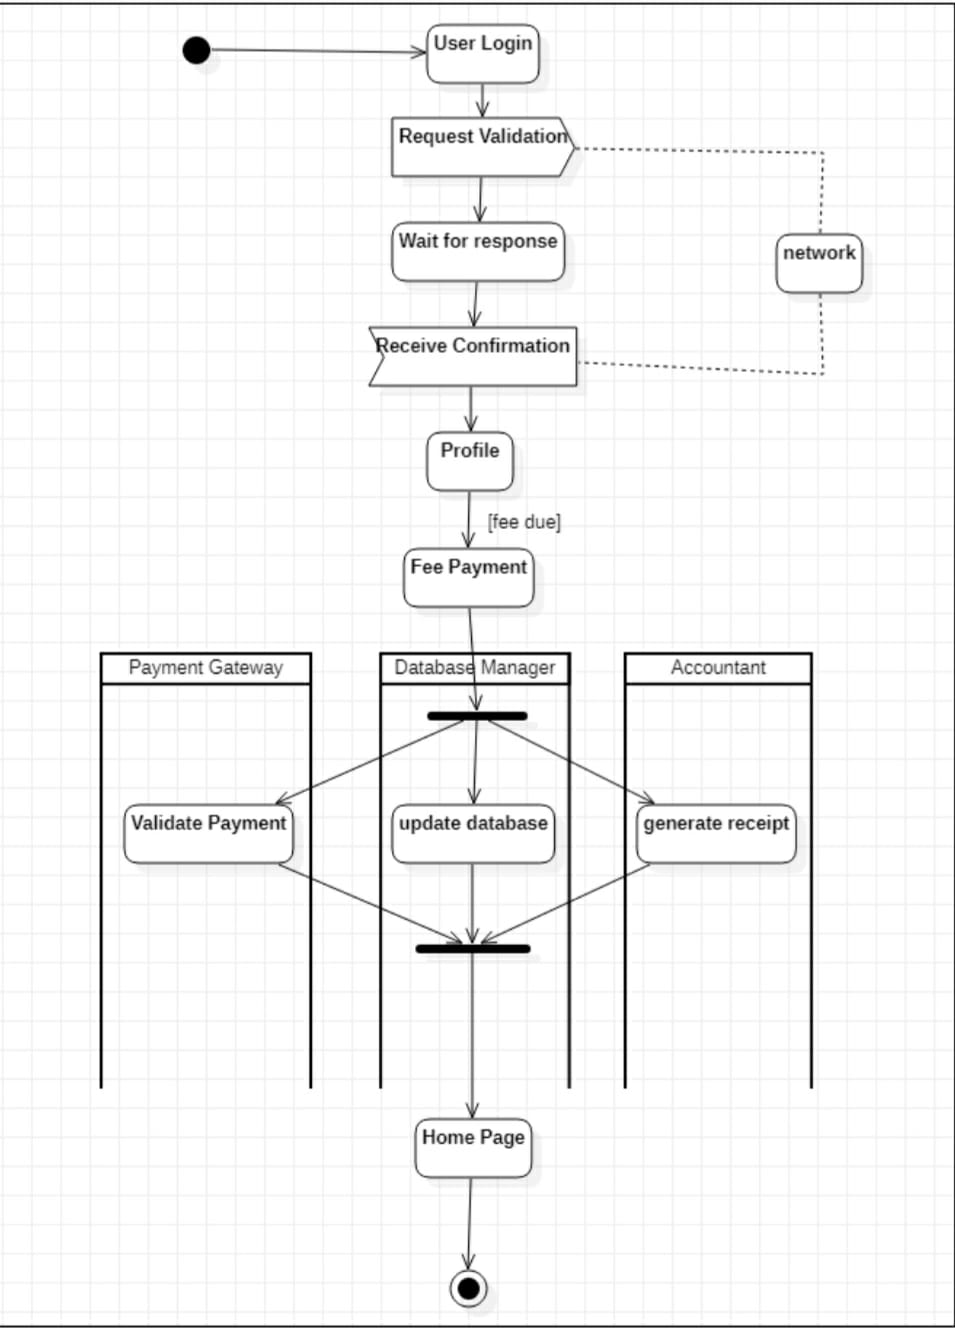 User Login
Request Validation
Wait for response
network
Receive Confirmation
Profile
[fee due]
Fee Payment
Payment Gateway
Database Manager
Accountant
Validate Payment
update database
generate receipt
Home Page